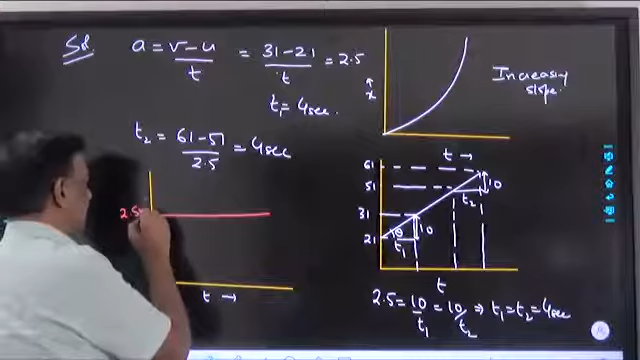 Sol.
a = v-u/t = 31-21/t = 2.5
t₁ = 4sec.
t₂ = 61-51/2.5 = 4sec
2.5
t →
x
t →
Increasing
slope.
61
51
31
21
10
t₂
θ
10
t₁
t
2.5 = 10/t₁ = 10/t₂ ⇒ t₁ = t₂ = 4sec